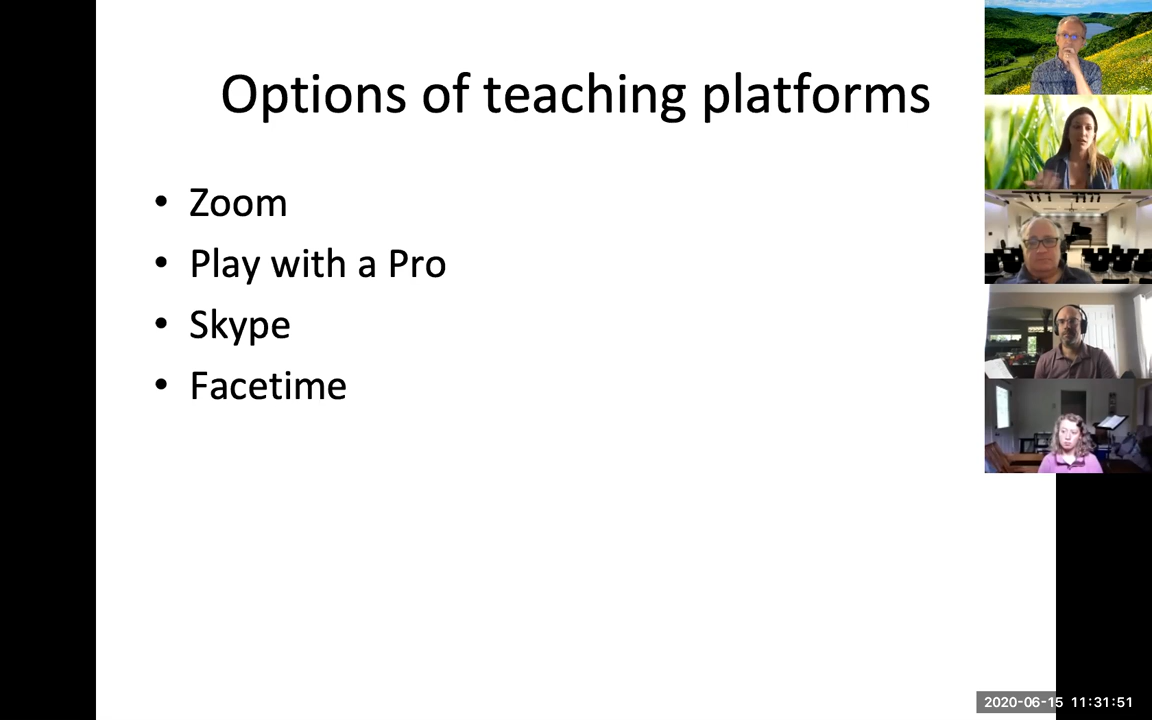 Options of teaching platforms
• Zoom
• Play with a Pro
• Skype
• Facetime
2020-06-15 11:31:51